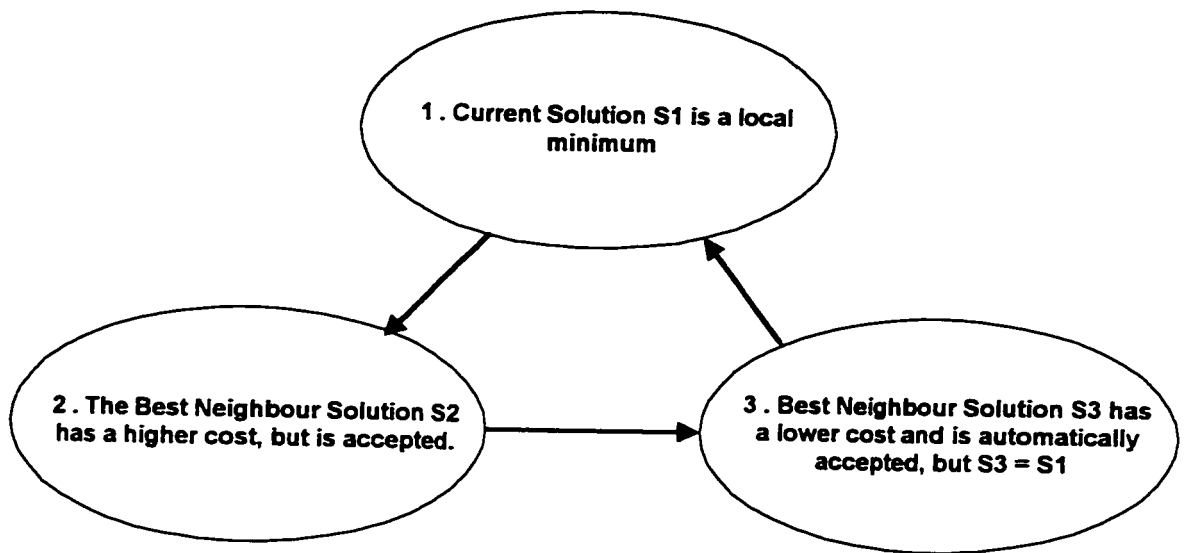 1 . Current Solution S1 is a local
minimum
2 . The Best Neighbour Solution S2
has a higher cost, but is accepted.
3 . Best Neighbour Solution S3 has
a lower cost and is automatically
accepted, but S3 = S1